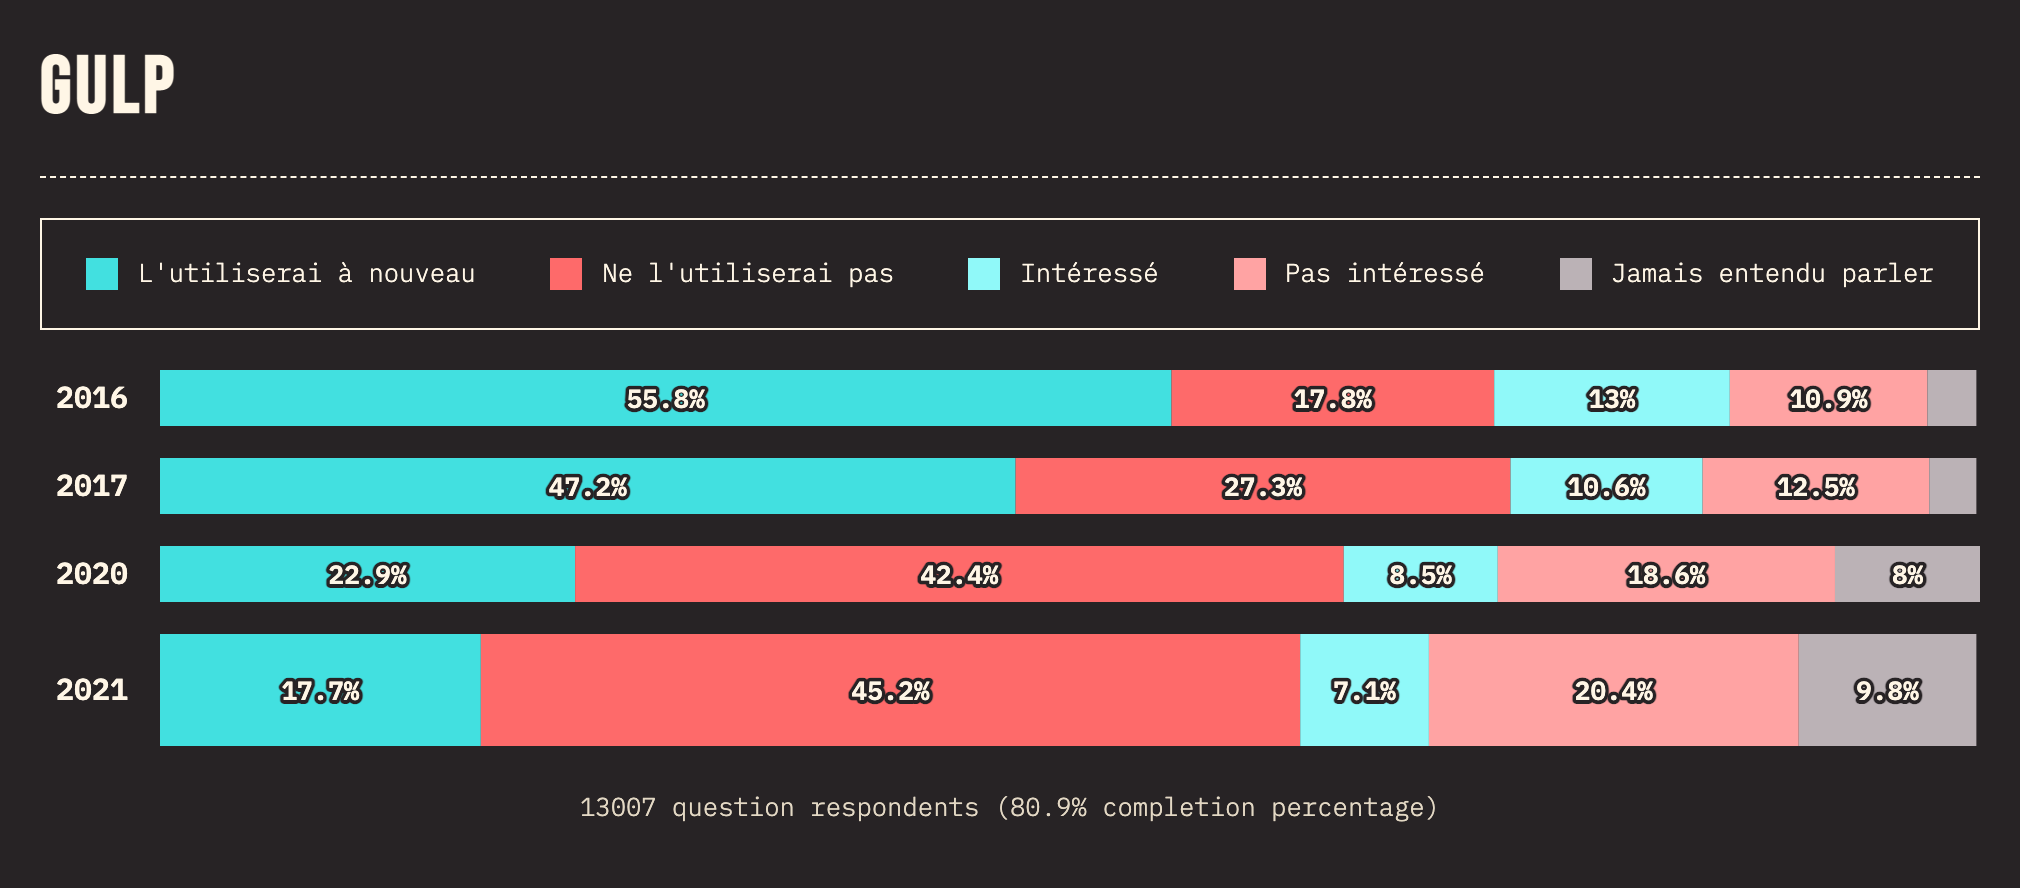 GULP
L'utiliserai à nouveau Ne l'utiliserai pas Intéressé Pas intéressé Jamais entendu parler
2016 55.8% 17.8% 13% 10.9%
2017 47.2% 27.3% 10.6% 12.5%
2020 22.9% 42.4% 8.5% 18.6% 8%
2021 17.7% 45.2% 7.1% 20.4% 9.8%
13007 question respondents (80.9% completion percentage)